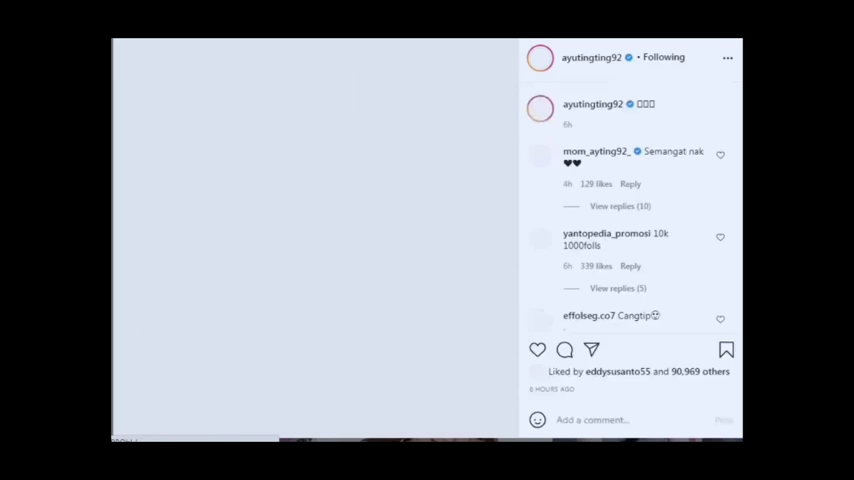 ayutingting92 • Following
ayutingting92
6h
mom_ayting92_ Semangat nak
🖤🖤
4h 129 likes Reply
View replies (10)
yantopedia_promosi 10k
1000folls
6h 339 likes Reply
View replies (5)
effolseg.co7 Cangtip
Liked by eddysusanto55 and 90,969 others
6 HOURS AGO
Add a comment... Post